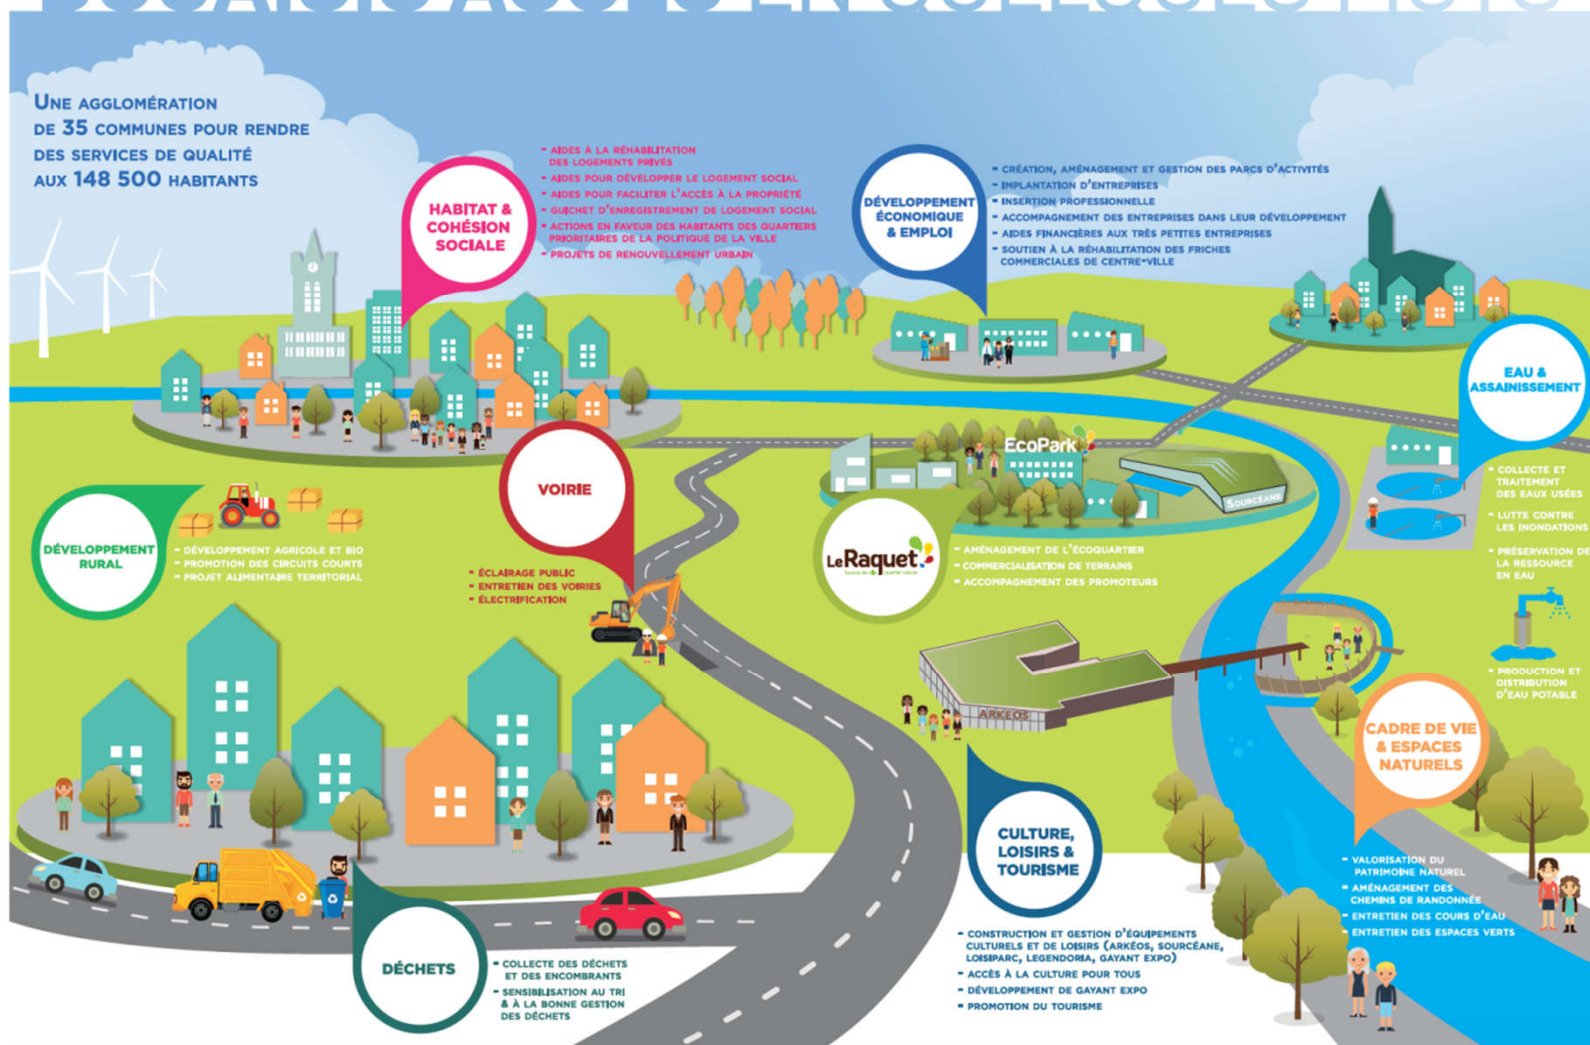 UNE AGGLOMÉRATION
DE 35 COMMUNES POUR RENDRE
DES SERVICES DE QUALITÉ
AUX 148 500 HABITANTS
HABITAT &
COHÉSION
SOCIALE
- AIDES À LA RÉHABILITATION
DES LOGEMENTS PRIVÉS
- AIDES POUR DÉVELOPPER LE LOGEMENT SOCIAL
- AIDES POUR FACILITER L'ACCÈS À LA PROPRIÉTÉ
- GUICHET D'ENREGISTREMENT DE LOGEMENT SOCIAL
- ACTIONS EN FAVEUR DES HABITANTS DES QUARTIERS
PRIORITAIRES DE LA POLITIQUE DE LA VILLE
- PROJETS DE RENOUVELLEMENT URBAIN
DÉVELOPPEMENT
ÉCONOMIQUE
& EMPLOI
- CRÉATION, AMÉNAGEMENT ET GESTION DES PARCS D'ACTIVITÉS
- IMPLANTATION D'ENTREPRISES
- INSERTION PROFESSIONNELLE
- ACCOMPAGNEMENT DES ENTREPRISES DANS LEUR DÉVELOPPEMENT
- AIDES FINANCIÈRES AUX TRÈS PETITES ENTREPRISES
- SOUTIEN À LA RÉHABILITATION DES FRICHES
COMMERCIALES DE CENTRE-VILLE
EAU &
ASSAINISSEMENT
- COLLECTE ET
TRAITEMENT
DES EAUX USÉES
- LUTTE CONTRE
LES INONDATIONS
- PRÉSERVATION DE
LA RESSOURCE
EN EAU
- PRODUCTION ET
DISTRIBUTION
D'EAU POTABLE
VOIRIE
- ÉCLAIRAGE PUBLIC
- ENTRETIEN DES VOIRIES
- ÉLECTRIFICATION
EcoPark
SOURCÉANE
Le Raquet
- AMÉNAGEMENT DE L'ÉCOQUARTIER
- COMMERCIALISATION DE TERRAINS
- ACCOMPAGNEMENT DES PROMOTEURS
DÉVELOPPEMENT
RURAL
- DÉVELOPPEMENT AGRICOLE ET BIO
- PROMOTION DES CIRCUITS COURTS
- PROJET ALIMENTAIRE TERRITORIAL
ARKEOS
CADRE DE VIE
& ESPACES
NATURELS
- VALORISATION DU
PATRIMOINE NATUREL
- AMÉNAGEMENT DES
CHEMINS DE RANDONNÉE
- ENTRETIEN DES COURS D'EAU
- ENTRETIEN DES ESPACES VERTS
CULTURE,
LOISIRS &
TOURISME
- CONSTRUCTION ET GESTION D'ÉQUIPEMENTS
CULTURELS ET DE LOISIRS (ARKÉOS, SOURCÉANE,
LOISIPARC, LEGENDORIA, GAYANT EXPO)
- ACCÈS À LA CULTURE POUR TOUS
- DÉVELOPPEMENT DE GAYANT EXPO
- PROMOTION DU TOURISME
DÉCHETS
- COLLECTE DES DÉCHETS
ET DES ENCOMBRANTS
- SENSIBILISATION AU TRI
& À LA BONNE GESTION
DES DÉCHETS